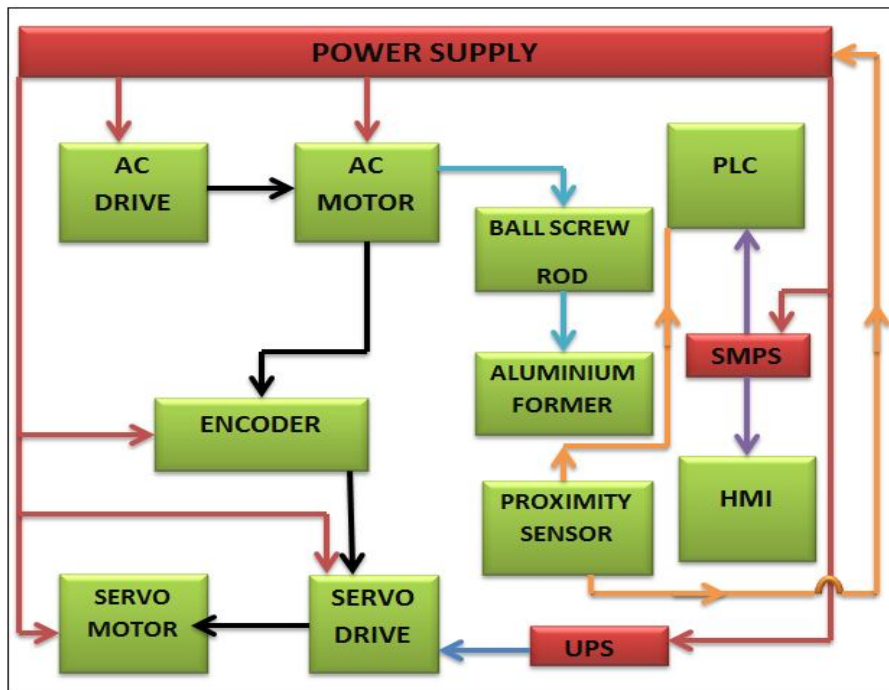 POWER SUPPLY
AC
DRIVE
AC
MOTOR
BALL SCREW
ROD
PLC
SMPS
ALUMINIUM
FORMER
ENCODER
PROXIMITY
SENSOR
HMI
SERVO
MOTOR
SERVO
DRIVE
UPS